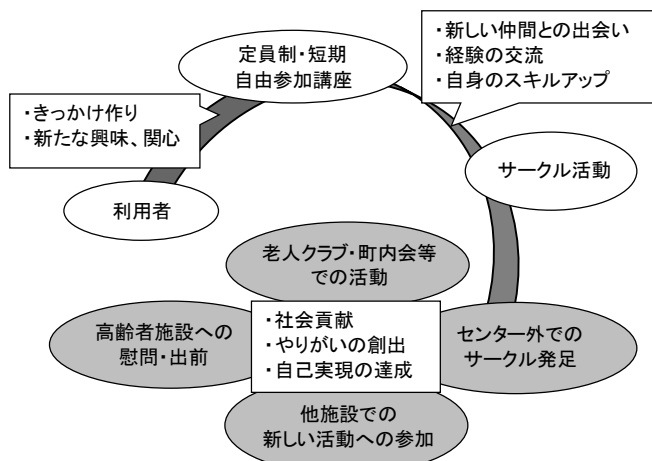 定員制・短期
自由参加講座
・新しい仲間との出会い
・経験の交流
・自身のスキルアップ
・きっかけ作り
・新たな興味、関心
利用者
サークル活動
老人クラブ・町内会等
での活動
高齢者施設への
慰問・出前
・社会貢献
・やりがいの創出
・自己実現の達成
センター外での
サークル発足
他施設での
新しい活動への参加